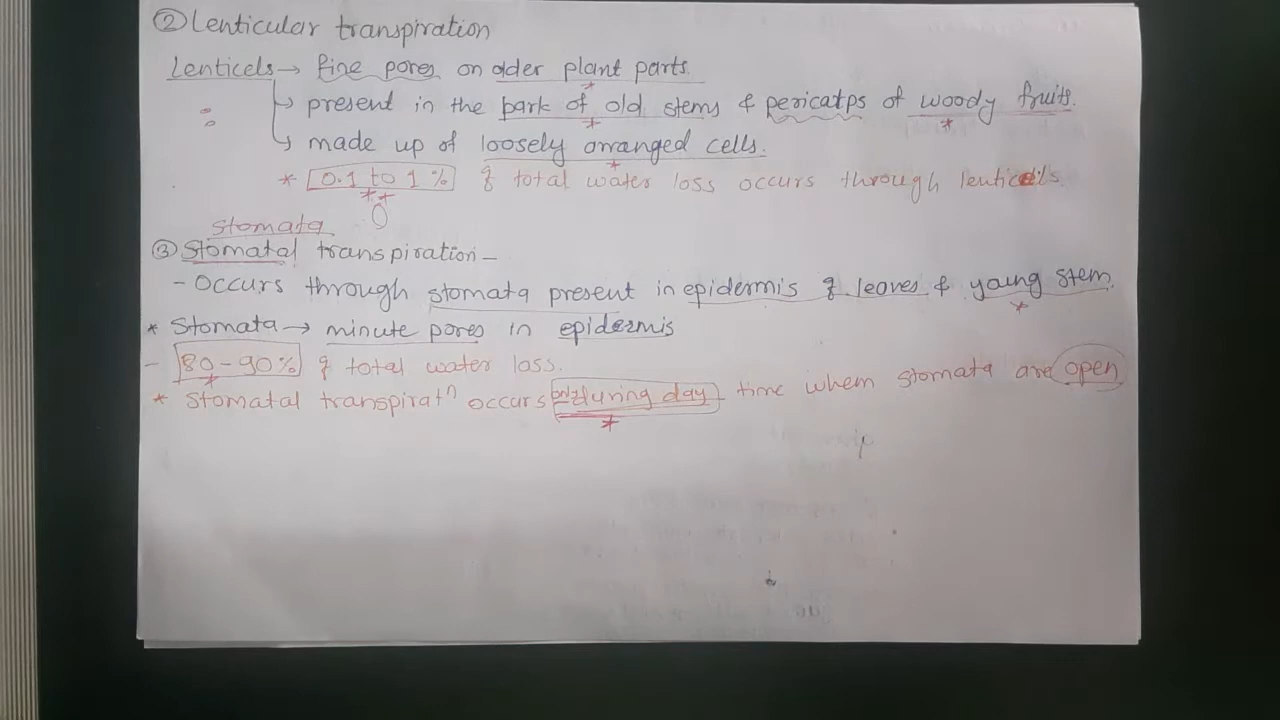 ② Lenticular transpiration
Lenticels → fine pores on older plant parts.
↳ present in the bark of old stems & pericatps of woody fruits.
↳ made up of loosely arranged cells.
* 0.1 to 1 % of total water loss occurs through lenticels.
Stomata
③ Stomatal transpiration –
- Occurs through stomata present in epidermis of leaves & young stem.
* Stomata → minute pores in epidermis
- 80-90% of total water loss.
* Stomatal transpiratⁿ occurs only during day time when stomata are open